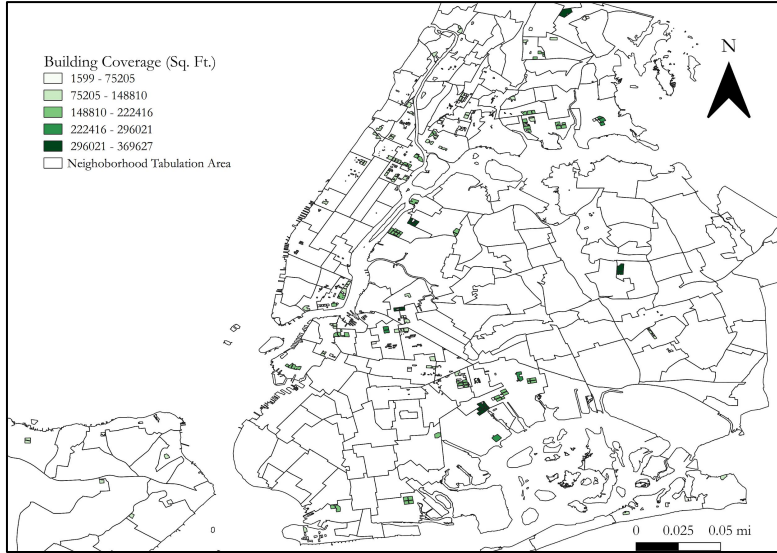 Building Coverage (Sq. Ft.)
1599 - 75205
75205 - 148810
148810 - 222416
222416 - 296021
296021 - 369627
Neighoborhood Tabulation Area
N
0 0.025 0.05 mi